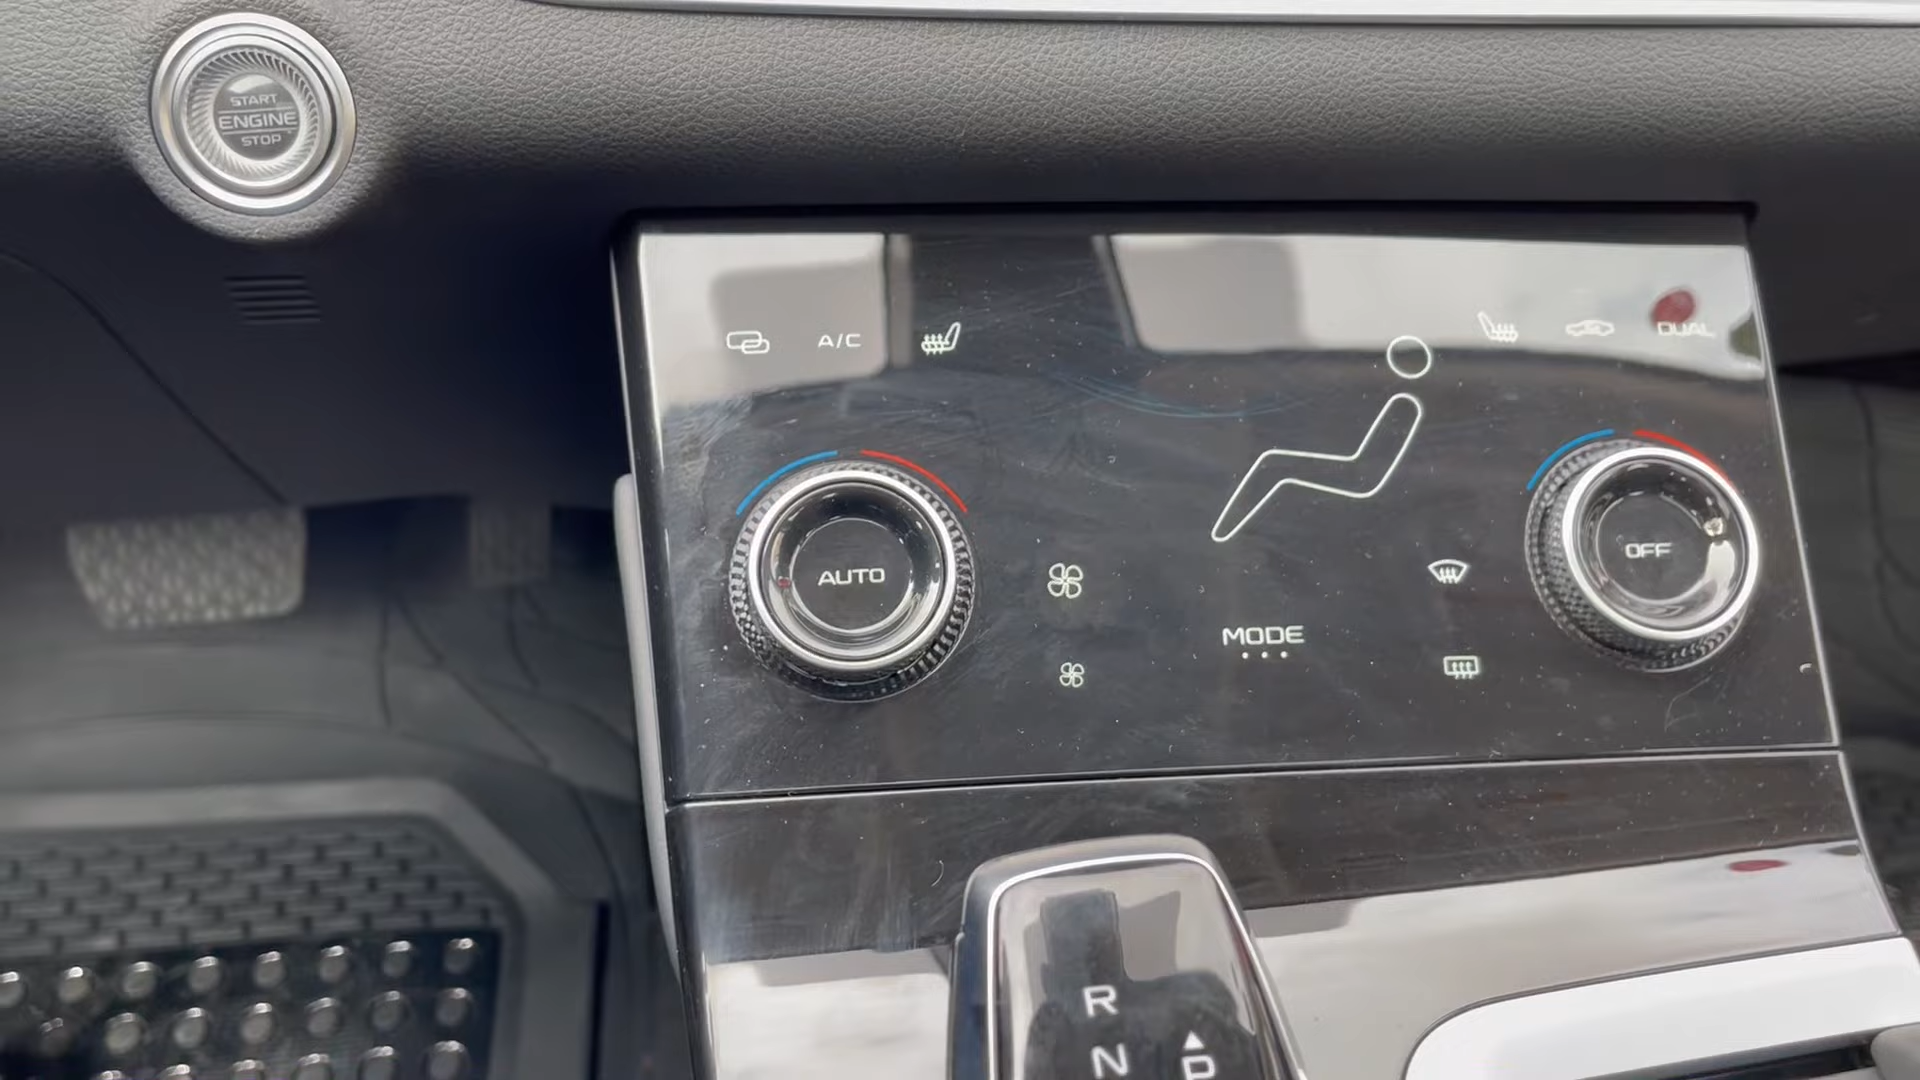 START
ENGINE
STOP
A/C
DUAL
AUTO
OFF
MODE
R
N
P